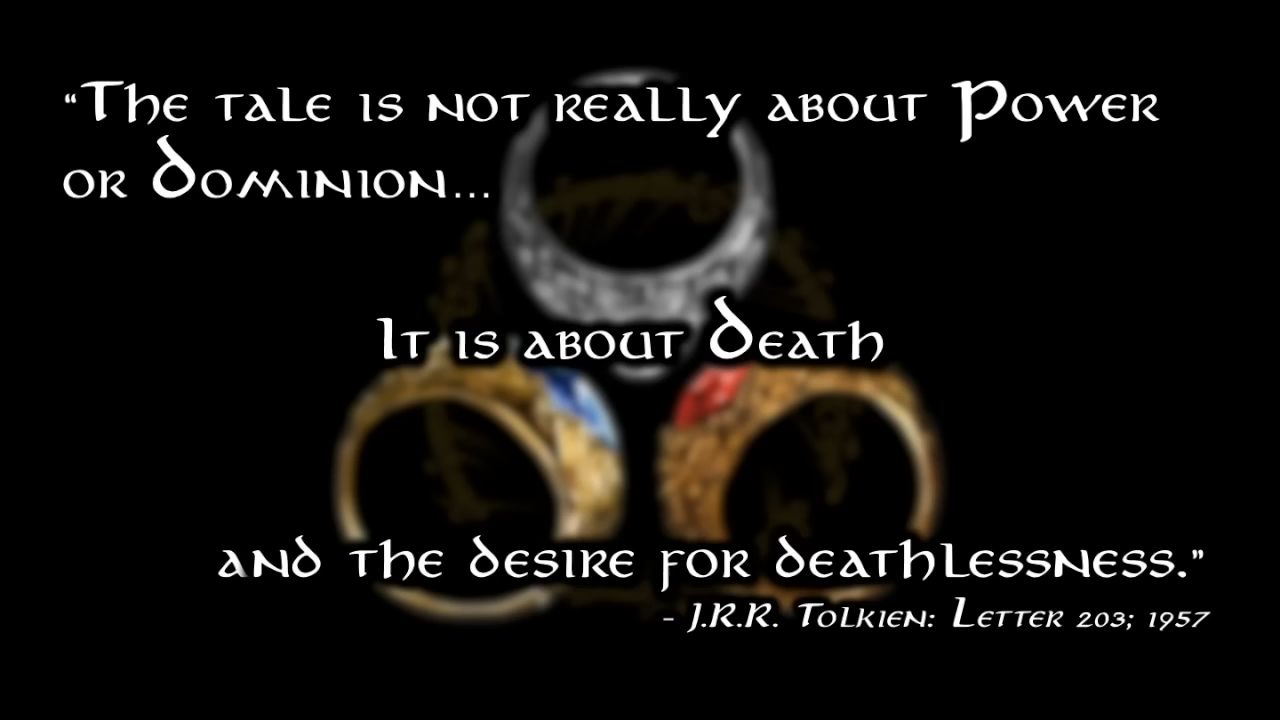 “The tale is not really about Power
or Dominion...
It is about Death
and the desire for deathlessness.”
- J.R.R. Tolkien: Letter 203; 1957